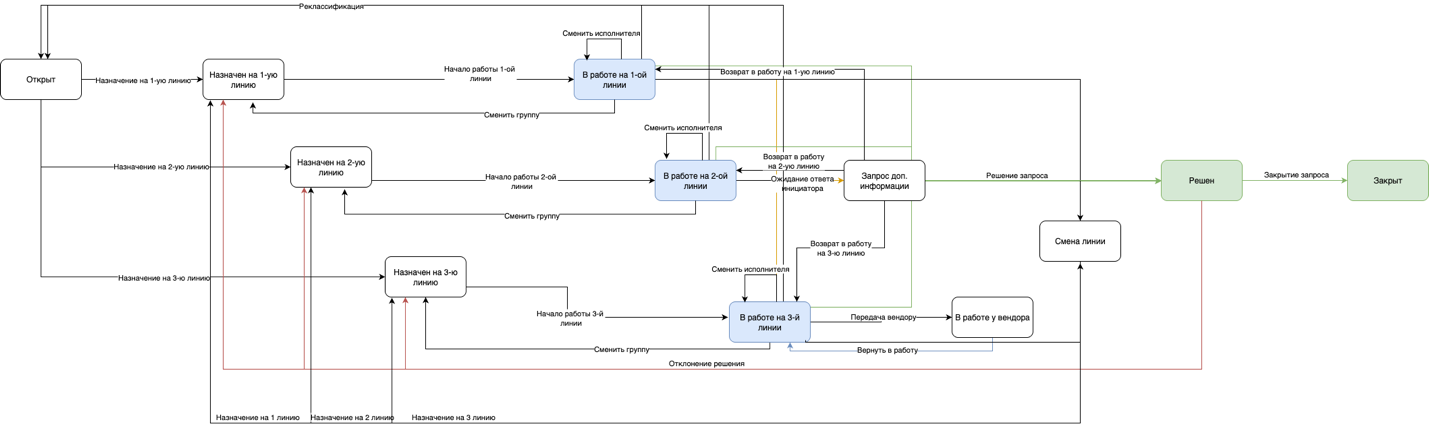 Реклассификация
Сменить исполнителя
Открыт
Назначение на 1-ую линию
Назначен на 1-ую
линию
Начало работы 1-ой
линии
В работе на 1-ой
линии
Возврат в работу на 1-ую линию
Сменить группу
Сменить исполнителя
Назначение на 2-ую линию
Назначен на 2-ую
линию
Начало работы 2-ой
линии
В работе на 2-ой
линии
Возврат в работу
на 2-ую линию
Ожидание ответа
инициатора
Запрос доп.
информации
Решение запроса
Решен
Закрытие запроса
Закрыт
Сменить группу
Смена линии
Возврат в работу
на 3-ю линию
Назначение на 3-ю линию
Назначен на 3-ю
линию
Сменить исполнителя
Начало работы 3-й
линии
В работе на 3-й
линии
Передача вендору
В работе у вендора
Сменить группу
Вернуть в работу
Отклонение решения
Назначение на 1 линию
Назначение на 2 линию
Назначение на 3 линию